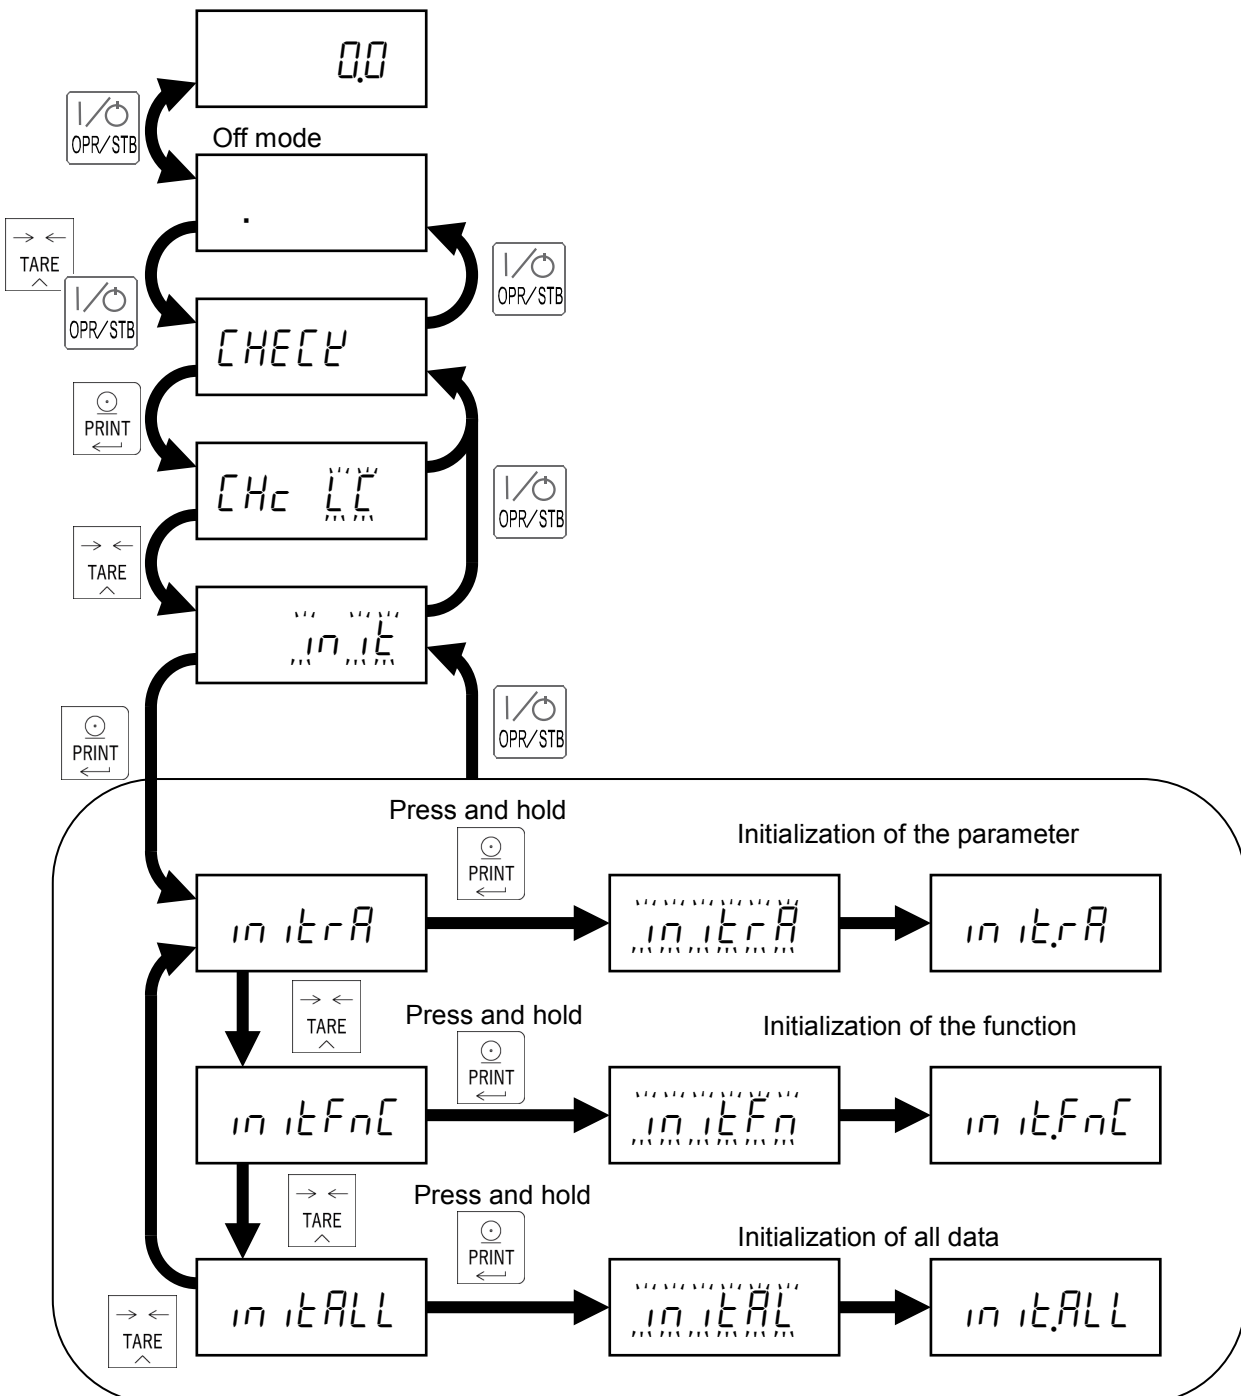 0.0
I/
OPR/STB
Off mode
.
→ ←
TARE
I/
OPR/STB
I/
OPR/STB
CHECK
PRINT
CHc LC
I/
OPR/STB
→ ←
TARE
init
PRINT
I/
OPR/STB
Press and hold
PRINT
Initialization of the parameter
initrA
initrA
init.rA
→ ←
TARE
Press and hold
PRINT
Initialization of the function
initFnC
initFn
init.FnC
→ ←
TARE
Press and hold
PRINT
Initialization of all data
initALL
initAL
init.ALL
→ ←
TARE